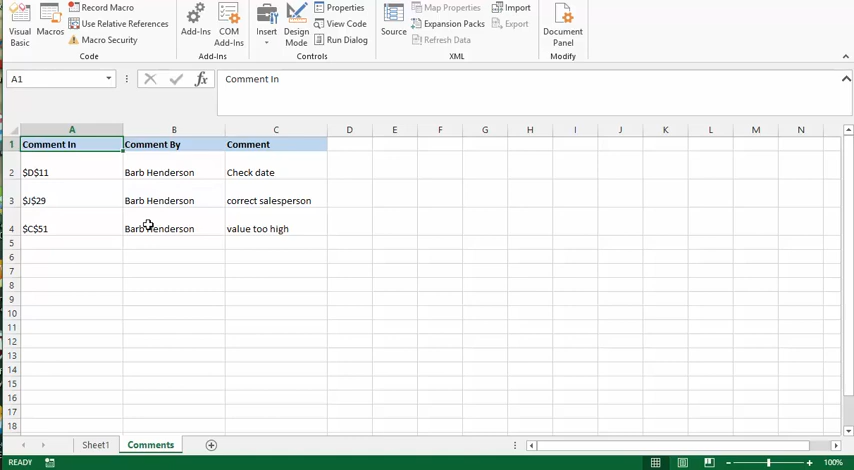 Record Macro
Use Relative References
Macro Security
Visual Basic
Macros
Code
Add-Ins
COM Add-Ins
Add-Ins
Insert
Design Mode
Properties
View Code
Run Dialog
Controls
Source
Map Properties
Expansion Packs
Refresh Data
Import
Export
XML
Document Panel
Modify
A1
fx
Comment In
A B C D E F G H I J K L M N
1 Comment In Comment By Comment
2 $D$11 Barb Henderson Check date
3 $J$29 Barb Henderson correct salesperson
4 $C$51 Barb Henderson value too high
5
6
7
8
9
10
11
12
13
14
15
16
17
18
Sheet1 Comments
READY 100%